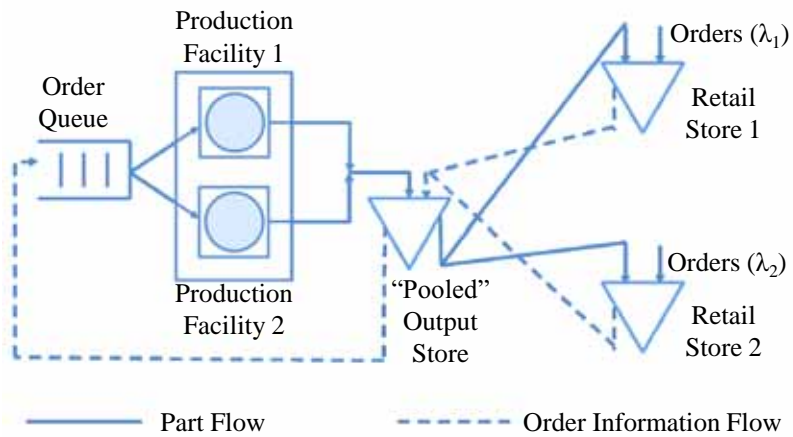 Production
Facility 1
Order
Queue
Orders (λ₁)
Retail
Store 1
Production
Facility 2
"Pooled"
Output
Store
Orders (λ₂)
Retail
Store 2
Part Flow
Order Information Flow